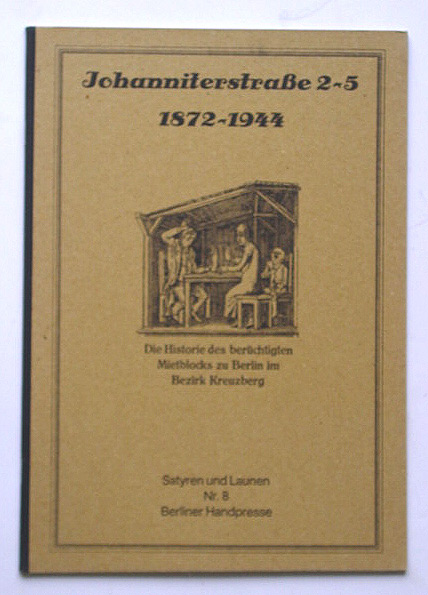 Johanniterstraße 2-5
1872-1944
Die Historie des berüchtigten
Mietblocks zu Berlin im
Bezirk Kreuzberg
Satyren und Launen
Nr. 8
Berliner Handpresse